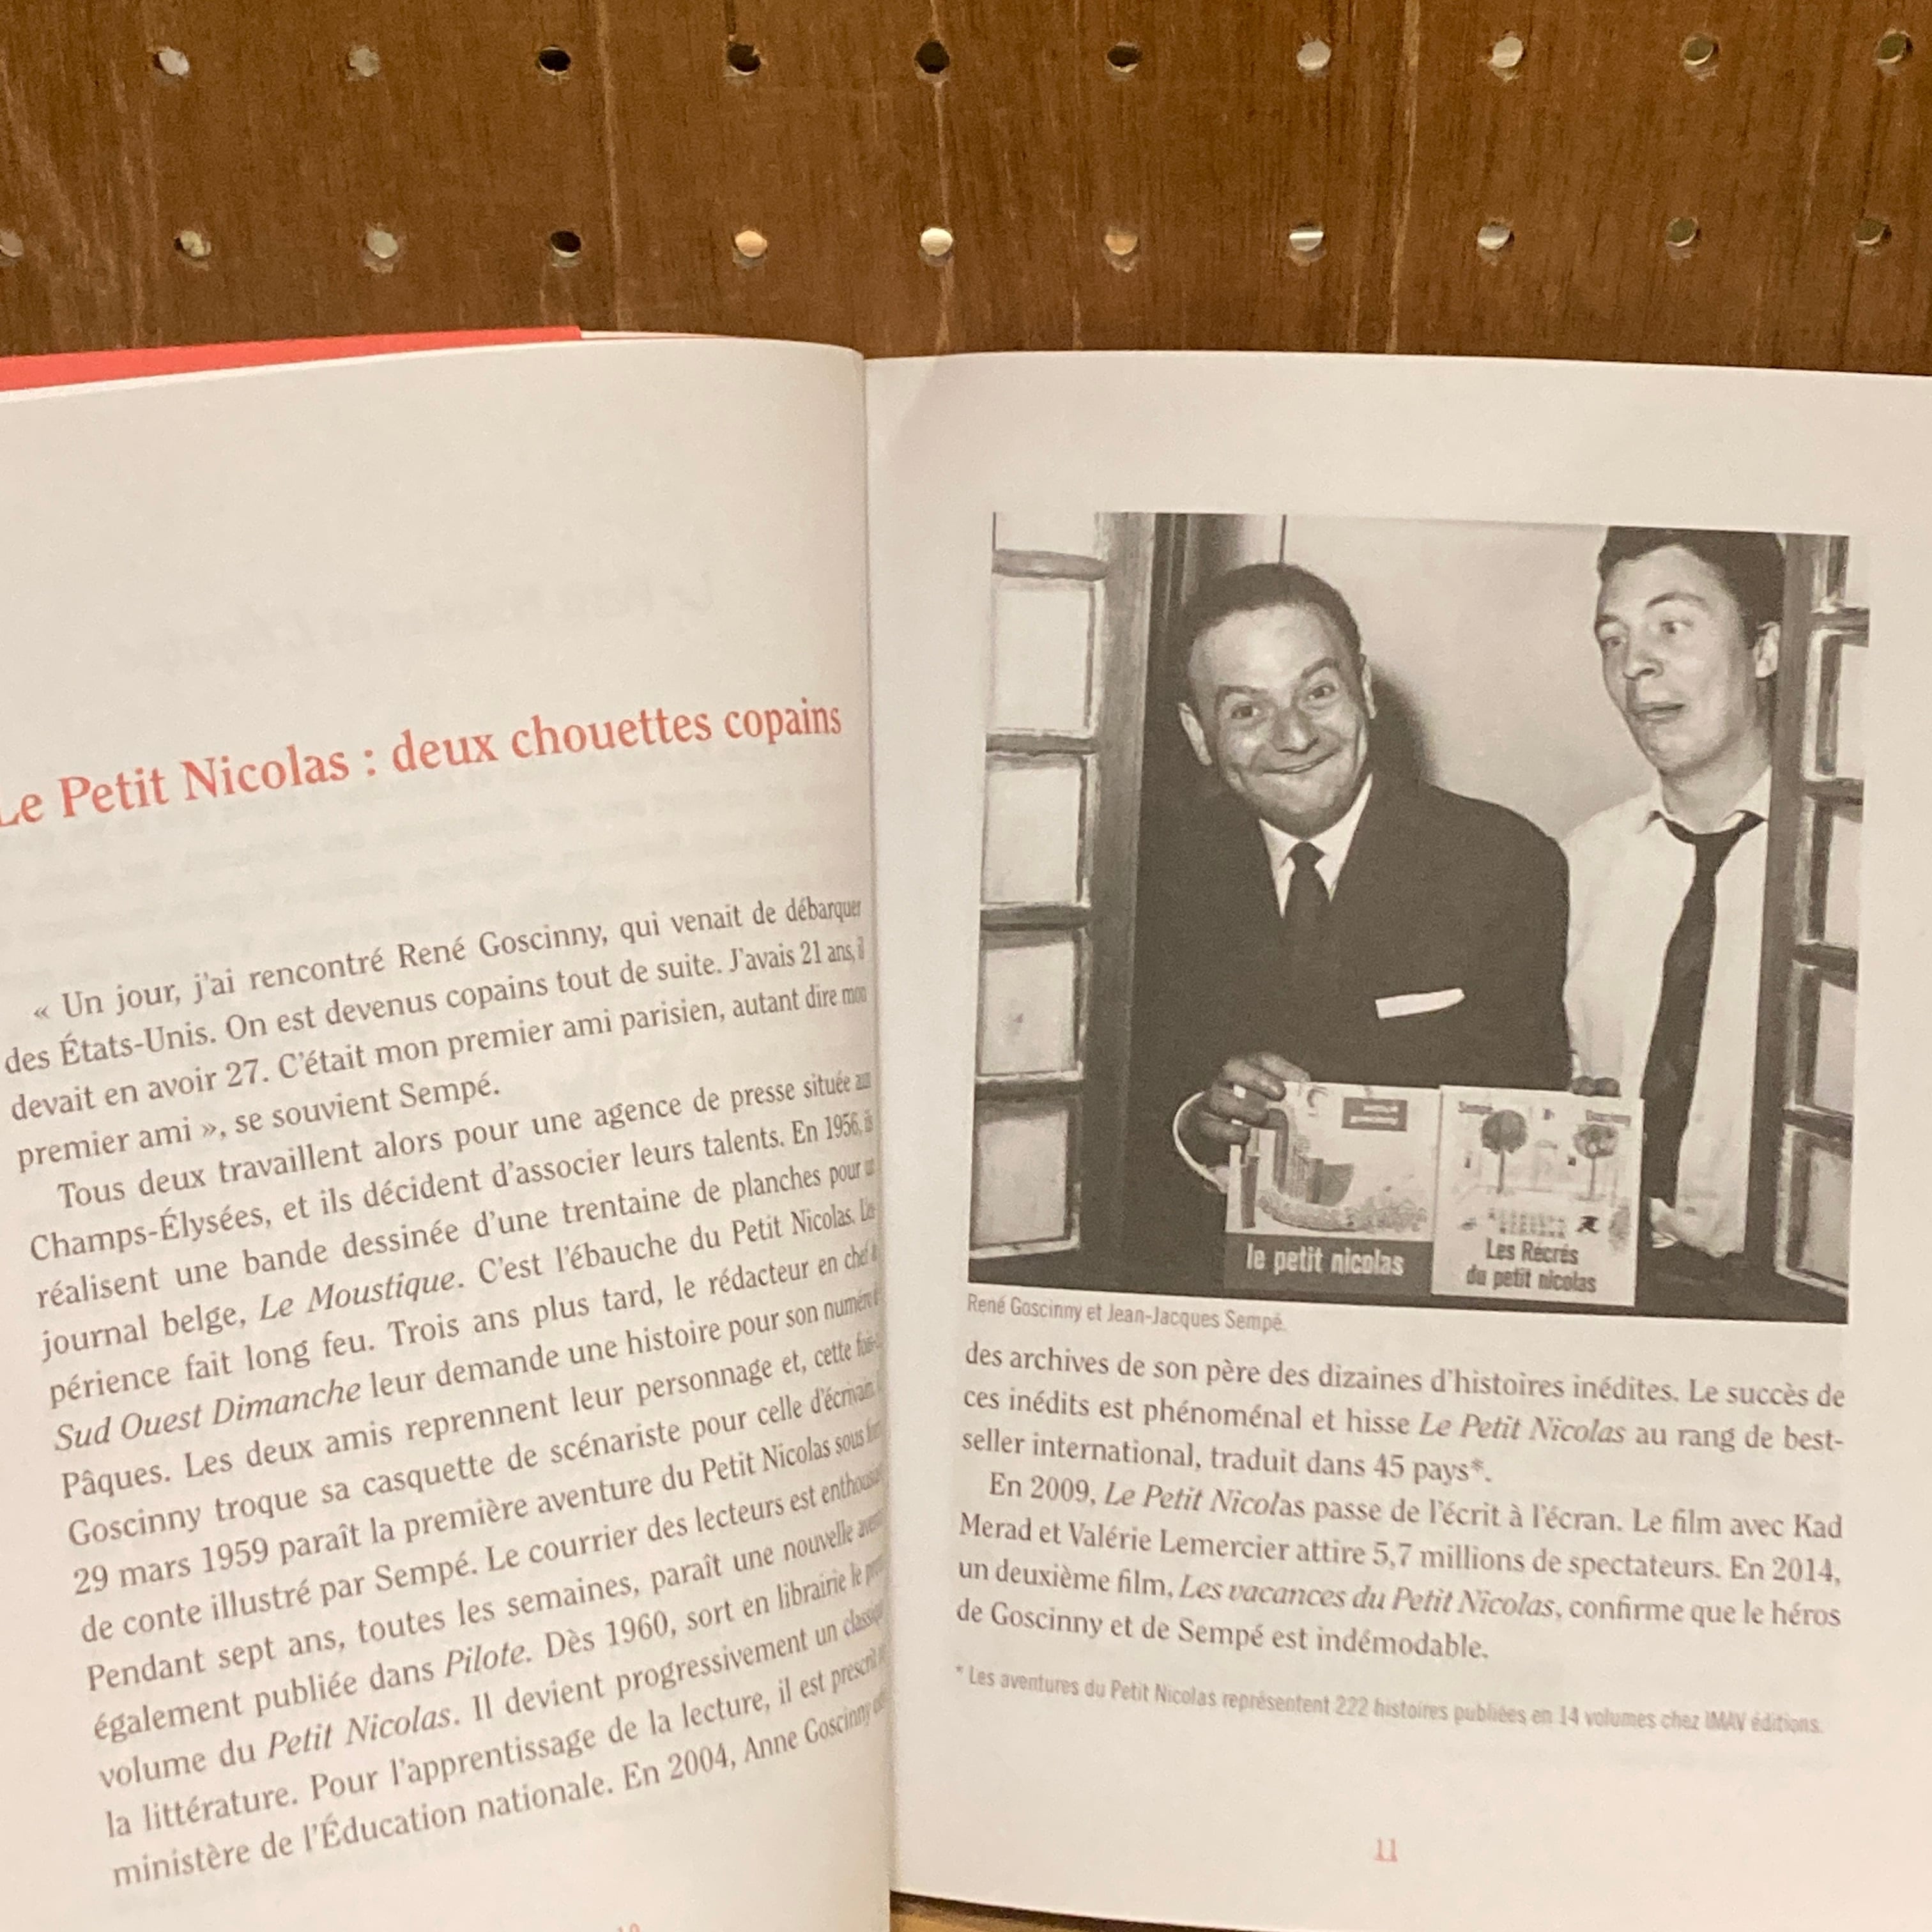 Le Petit Nicolas : deux chouettes copains
« Un jour, j'ai rencontré René Goscinny, qui venait de débarquer
des États-Unis. On est devenus copains tout de suite. J'avais 21 ans, il
devait en avoir 27. C'était mon premier ami parisien, autant dire mon
premier ami », se souvient Sempé.
Tous deux travaillent alors pour une agence de presse située aux
Champs-Élysées, et ils décident d'associer leurs talents. En 1956, ils
réalisent une bande dessinée d'une trentaine de planches pour un
journal belge, Le Moustique. C'est l'ébauche du Petit Nicolas. L'ex-
périence fait long feu. Trois ans plus tard, le rédacteur en chef de
Sud Ouest Dimanche leur demande une histoire pour son numéro
Pâques. Les deux amis reprennent leur personnage et, cette fois-ci,
Goscinny troque sa casquette de scénariste pour celle d'écrivain.
29 mars 1959 paraît la première aventure du Petit Nicolas sous
de conte illustré par Sempé. Le courrier des lecteurs est
Pendant sept ans, toutes les semaines, paraît une nouvelle
également publiée dans Pilote. Dès 1960, sort en librairie le
volume du Petit Nicolas. Il devient progressivement un classique
la littérature. Pour l'apprentissage de la lecture, il est prescrit
ministère de l'Éducation nationale. En 2004, Anne Goscinny
le petit nicolas
Sempé Goscinny
Les Récrés
du petit nicolas
René Goscinny et Jean-Jacques Sempé.
des archives de son père des dizaines d'histoires inédites. Le succès de
ces inédits est phénoménal et hisse Le Petit Nicolas au rang de best-
seller international, traduit dans 45 pays*.
En 2009, Le Petit Nicolas passe de l'écrit à l'écran. Le film avec Kad
Merad et Valérie Lemercier attire 5,7 millions de spectateurs. En 2014,
un deuxième film, Les vacances du Petit Nicolas, confirme que le héros
de Goscinny et de Sempé est indémodable.
* Les aventures du Petit Nicolas représentent 222 histoires publiées en 14 volumes chez IMAV éditions.
11